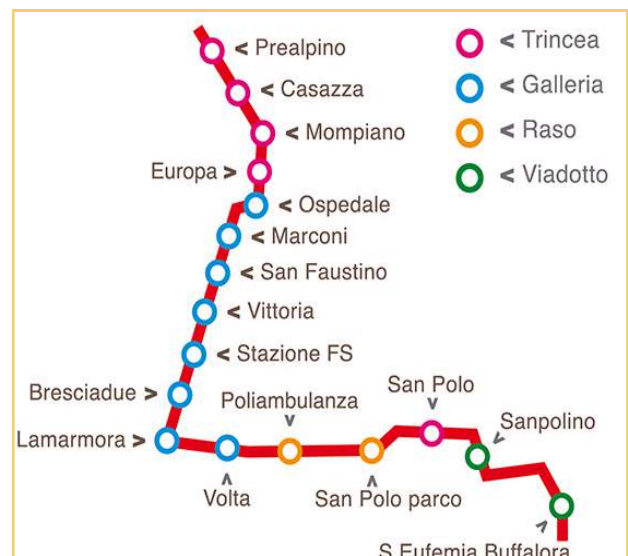 < Prealpino
< Casazza
< Mompiano
Europa >
< Ospedale
< Marconi
< San Faustino
< Vittoria
< Stazione FS
Bresciadue >
Lamarmora >
Volta
Poliambulanza
San Polo parco
San Polo
Sanpolino
S.Eufemia Buffalora
< Trincea
< Galleria
< Raso
< Viadotto